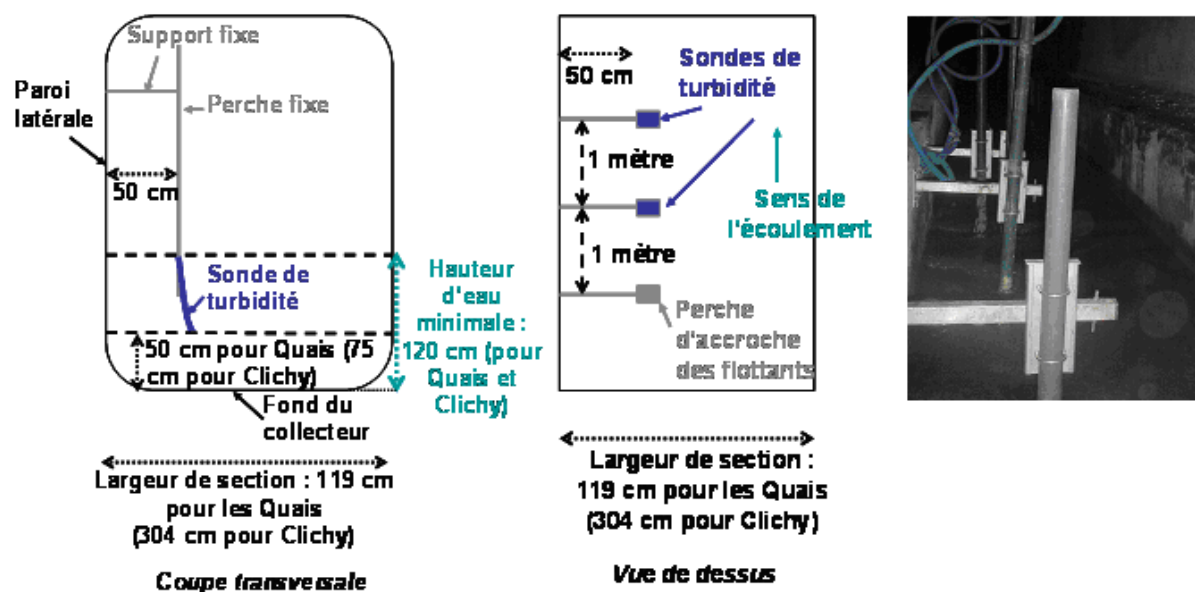 Support fixe
Paroi
latérale
Perche fixe
50 cm
Sonde de
turbidité
50 cm pour Quais (75
cm pour Clichy)
Fond du
collecteur
Hauteur
d'eau
minimale :
120 cm (pour
Quais et
Clichy)
Largeur de section : 119 cm
pour les Quais
(304 cm pour Clichy)
Coupe transversale
50 cm
Sondes de
turbidité
1 mètre
Sens de
l'écoulement
1 mètre
Perche
d'accroche
des flottants
Largeur de section :
119 cm pour les Quais
(304 cm pour Clichy)
Vue de dessus